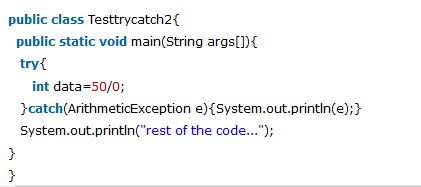 public class Testtrycatch2{
public static void main(String args[]){
try{
int data=50/0;
}catch(ArithmeticException e){System.out.println(e);}
System.out.println("rest of the code...");
}
}